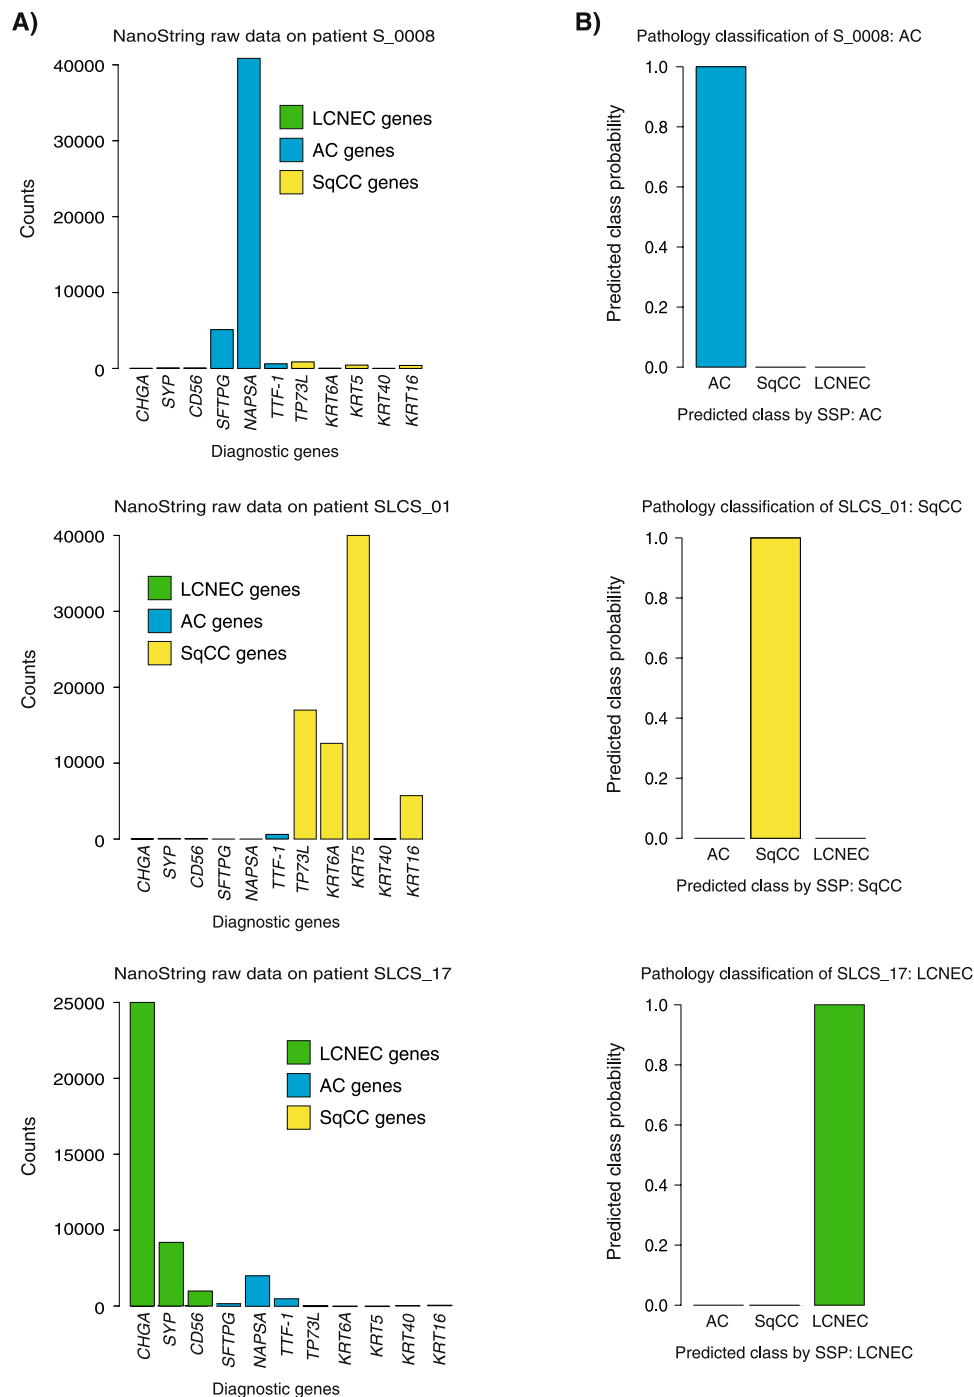 A)
NanoString raw data on patient S_0008
40000
30000
20000
10000
0
Counts
LCNEC genes
AC genes
SqCC genes
CHGA
SYP
CD56
SFTPG
NAPSA
TTF-1
TP73L
KRT6A
KRT5
KRT40
KRT16
Diagnostic genes
B)
Pathology classification of S_0008: AC
1.0
0.8
0.6
0.4
0.2
0.0
Predicted class probability
AC
SqCC
LCNEC
Predicted class by SSP: AC
NanoString raw data on patient SLCS_01
40000
30000
20000
10000
0
Counts
LCNEC genes
AC genes
SqCC genes
CHGA
SYP
CD56
SFTPG
NAPSA
TTF-1
TP73L
KRT6A
KRT5
KRT40
KRT16
Diagnostic genes
Pathology classification of SLCS_01: SqCC
1.0
0.8
0.6
0.4
0.2
0.0
Predicted class probability
AC
SqCC
LCNEC
Predicted class by SSP: SqCC
NanoString raw data on patient SLCS_17
25000
25000
15000
10000
0
Counts
LCNEC genes
AC genes
SqCC genes
CHGA
SYP
CD56
SFTPG
NAPSA
TTF-1
TP73L
KRT6A
KRT5
KRT40
KRT16
Diagnostic genes
Pathology classification of SLCS_17: LCNEC
1.0
0.8
0.6
0.4
0.2
0.0
Predicted class probability
AC
SqCC
LCNEC
Predicted class by SSP: LCNEC